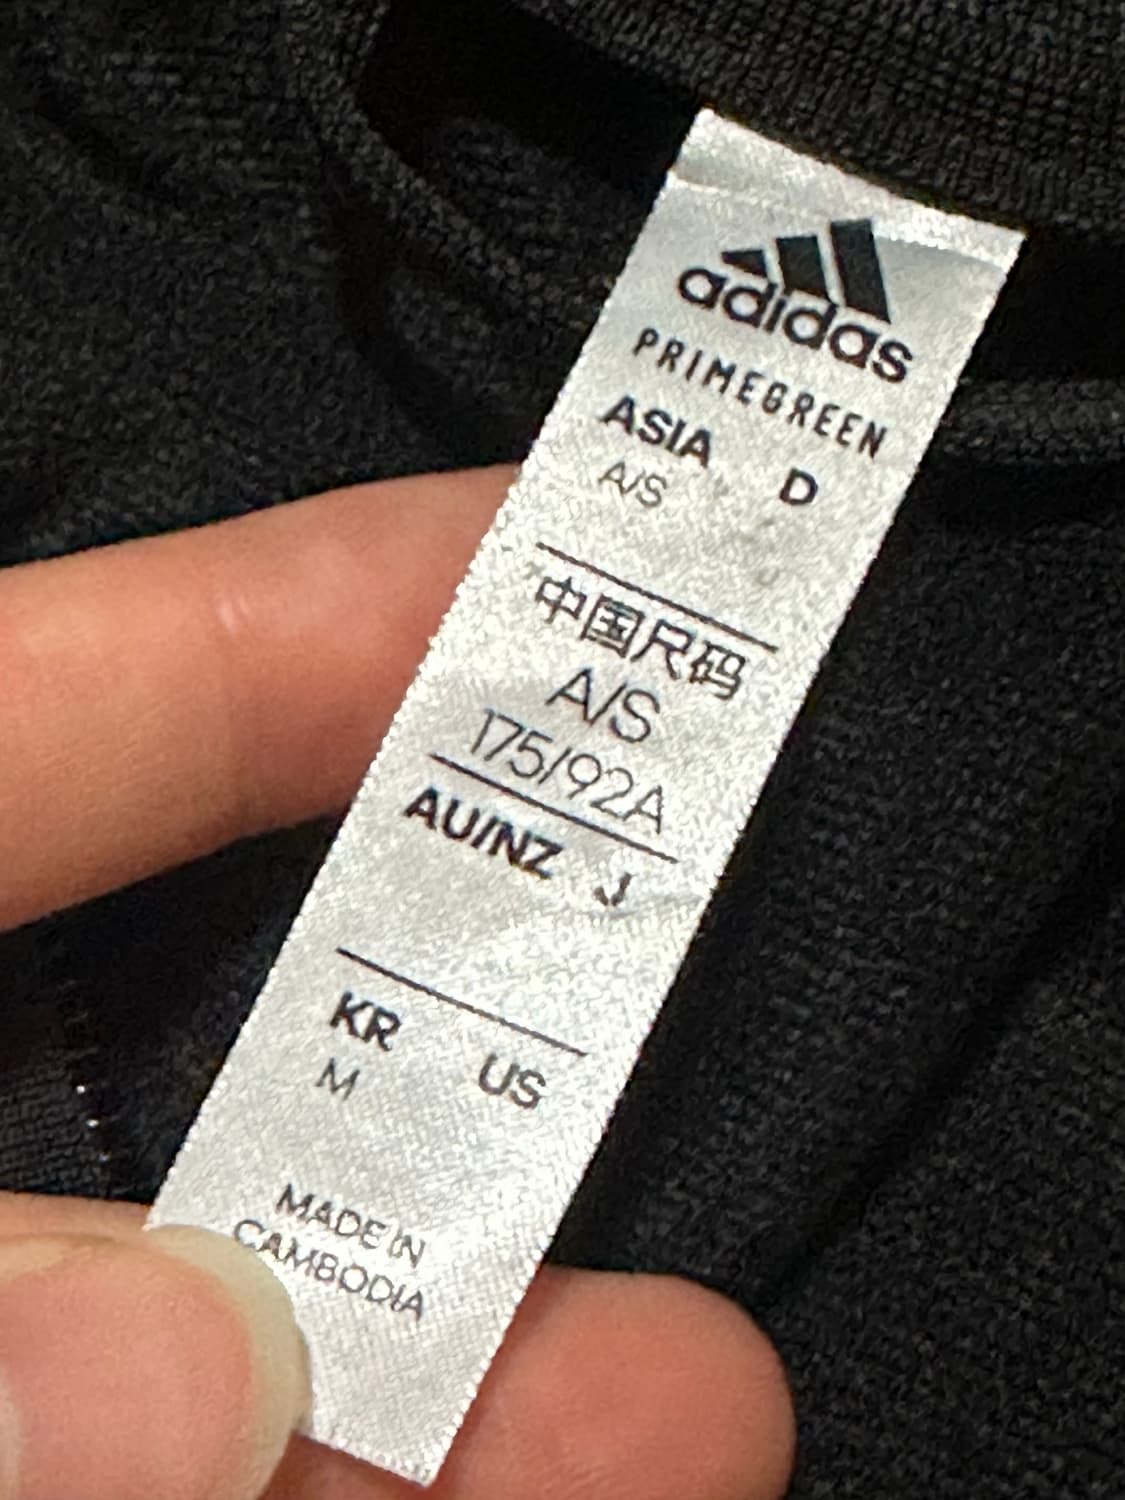 adidas
PRIMEGREEN
ASIA D
A/S
中国尺码
A/S
175/92A
AU/NZ J
KR US
M
MADE IN
CAMBODIA